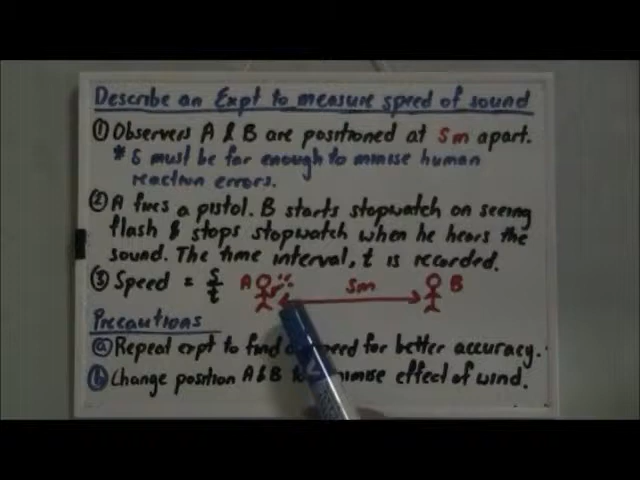 Describe an Expt to measure speed of sound
① Observers A & B are positioned at Sm apart.
* S must be far enough to minise human
reaction errors.
② A fires a pistol. B starts stopwatch on seeing
flash & stops stopwatch when he hears the
sound. The time interval, t is recorded.
③ Speed = S/t A Sm B
Precautions
ⓐ Repeat expt to find speed for better accuracy.
ⓑ Change position A & B minimise effect of wind.